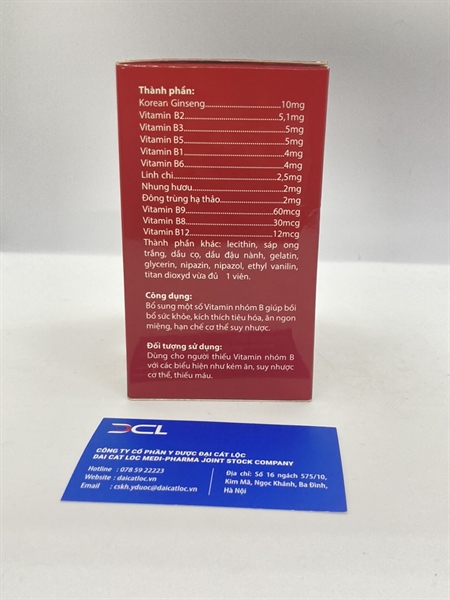 Thành phần:
Korean Ginseng....................10mg
Vitamin B2............................5,1mg
Vitamin B3..............................5mg
Vitamin B5..............................5mg
Vitamin B1..............................4mg
Vitamin B6..............................4mg
Linh chi.................................2,5mg
Nhung hươu...........................2mg
Đông trùng hạ thảo................2mg
Vitamin B9..........................60mcg
Vitamin B8..........................30mcg
Vitamin B12........................12mcg
Thành phần khác: lecithin, sáp ong
trắng, dầu cọ, dầu đậu nành, gelatin,
glycerin, nipazin, nipazol, ethyl vanilin,
titan dioxyd vừa đủ 1 viên.
Công dụng:
Bổ sung một số Vitamin nhóm B giúp bồi
bổ sức khỏe, kích thích tiêu hóa, ăn ngon
miệng, hạn chế cơ thể suy nhược.
Đối tượng sử dụng:
Dùng cho người thiếu Vitamin nhóm B
với các biểu hiện như kém ăn, suy nhược
cơ thể, thiếu máu.
DCL
CÔNG TY CỔ PHẦN Y DƯỢC ĐẠI CÁT LỘC
DAI CAT LOC MEDI-PHARMA JOINT STOCK COMPANY
Hotline : 078 59 22223
Website : daicatloc.vn
Email : cskh.yduoc@daicatloc.vn
Địa chỉ: Số 16 ngách 575/10,
Kim Mã, Ngọc Khánh, Ba Đình,
Hà Nội